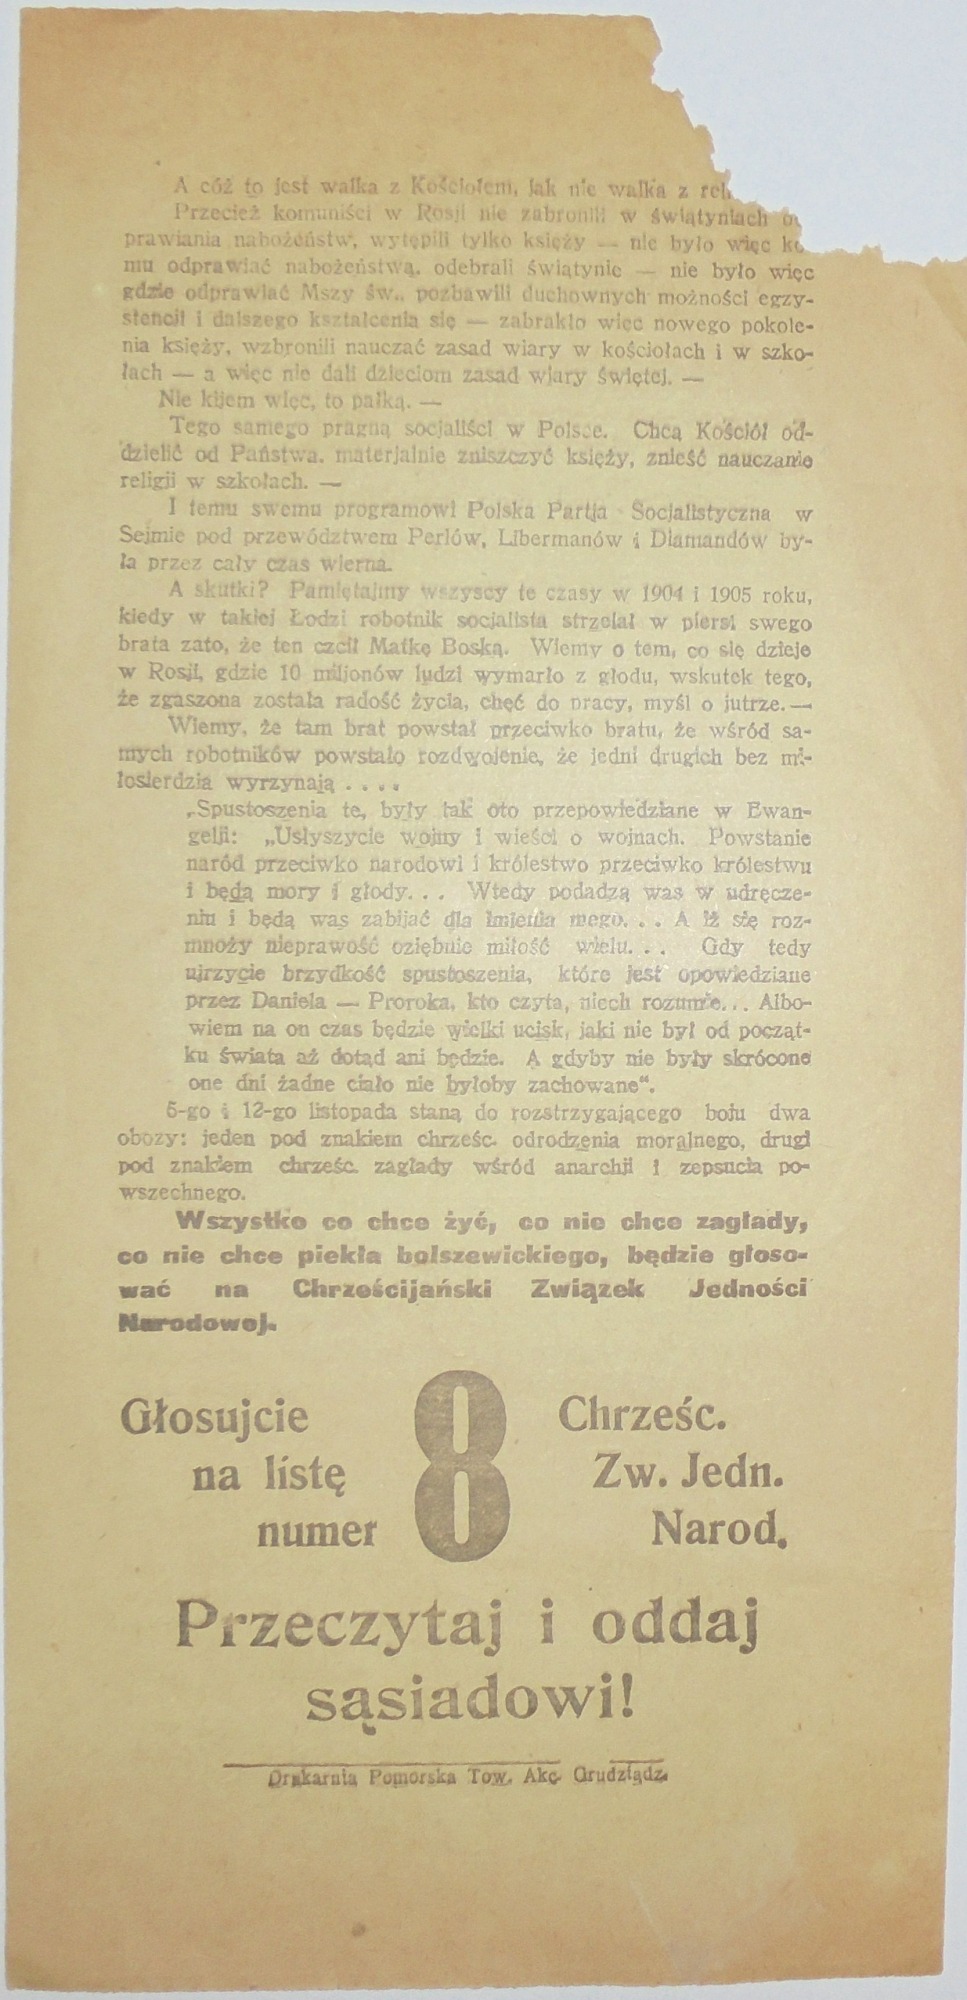 A cóż to jest walka z Kościołem, jak nie walka z
Przecież komuniści w Rosji nie zabronili w świątyniach
prawiania nabożeństw, wytępili tylko księży — nie było więc ko
mu odprawiać nabożeństwa, odebrali świątynie — nie było więc
gdzie odprawiać Mszy św., pozbawili duchownych możności egzy-
stencji i dalszego kształcenia się — zabrakło więc nowego pokole-
nia księży, wzbronili nauczać zasad wiary w kościołach i w szko-
łach — a więc nie dali dzieciom zasad wiary świętej. —
Nie kijem więc, to pałką. —
Tego samego pragną socjaliści w Polsce. Chcą Kościół od-
dzielić od Państwa, materjalnie zniszczyć księży, znieść nauczanie
religii w szkołach. —
I temu swemu programowi Polska Partja Socjalistyczna w
Sejmie pod przewództwem Perlów, Libermanów i Diamandów by-
ła przez cały czas wierna.
A skutki? Pamiętajmy wszyscy te czasy w 1904 i 1905 roku,
kiedy w takiej Łodzi robotnik socjalista strzelał w piersi swego
brata zato, że ten czcił Matkę Boską. Wiemy o tem, co się dzieje
w Rosji, gdzie 10 miljonów ludzi wymarło z głodu, wskutek tego,
że zgaszona została radość życia, chęć do pracy, myśl o jutrze. —
Wiemy, że tam brat powstał przeciwko bratu, że wśród sa-
mych robotników powstało rozdwojenie, że jedni drugich bez mi-
łosierdzia wyrzynają . . . .
„Spustoszenia te, były tak oto przepowiedziane w Ewan-
gelji: „Usłyszycie wojny i wieści o wojnach. Powstanie
naród przeciwko narodowi i królestwo przeciwko królestwu
i będą mory i głody. . . Wtedy podadzą was w udręcze-
niu i będą was zabijać dla imienia mego. . . A iż się roz-
mnoży nieprawość oziębnie miłość wielu. . . Gdy tedy
ujrzycie brzydkość spustoszenia, które jest opowiedziane
przez Daniela — Proroka, kto czyta, niech rozumie... Albo-
wiem na on czas będzie wielki ucisk, jaki nie był od począt-
ku świata aż dotąd ani będzie. A gdyby nie były skrócone
one dni żadne ciało nie byłoby zachowane".
5-go i 12-go listopada staną do rozstrzygającego boju dwa
obozy: jeden pod znakiem chrześc. odrodzenia moralnego, drugi
pod znakiem chrześc. zagłady wśród anarchji i zepsucia po-
wszechnego.
Wszystko co chce żyć, co nie chce zagłady,
co nie chce piekła bolszewickiego, będzie głoso-
wać na Chrześcijański Związek Jedności
Narodowej.
Głosujcie na listę numer 8 Chrześc. Zw. Jedn. Narod.
Przeczytaj i oddaj
sąsiadowi!
Drukarnia Pomorska Tow. Akc. Grudziądz.